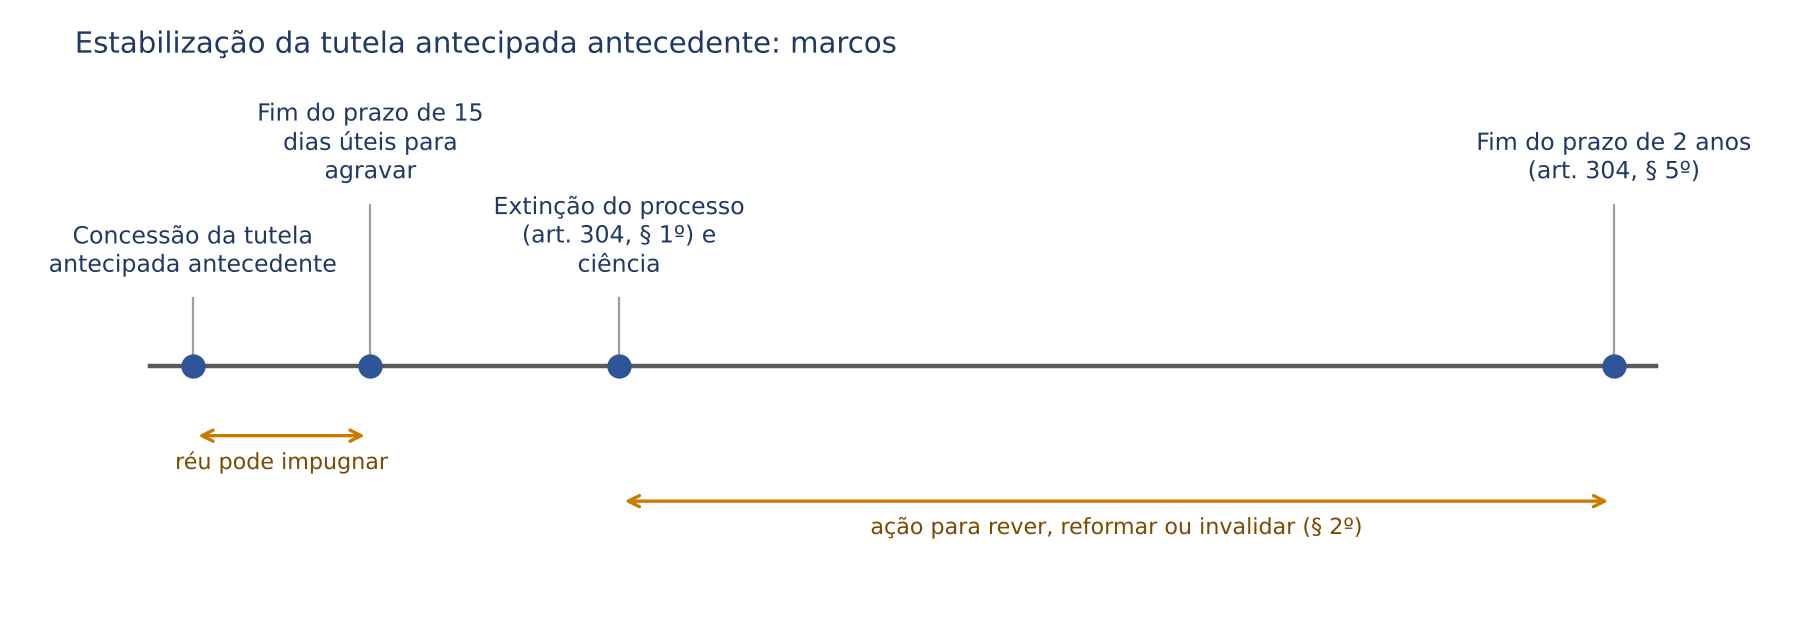 Estabilização da tutela antecipada antecedente: marcos
Concessão da tutela
antecipada antecedente
Fim do prazo de 15
dias úteis para
agravar
Extinção do processo
(art. 304, § 1º) e
ciência
Fim do prazo de 2 anos
(art. 304, § 5º)
réu pode impugnar
ação para rever, reformar ou invalidar (§ 2º)